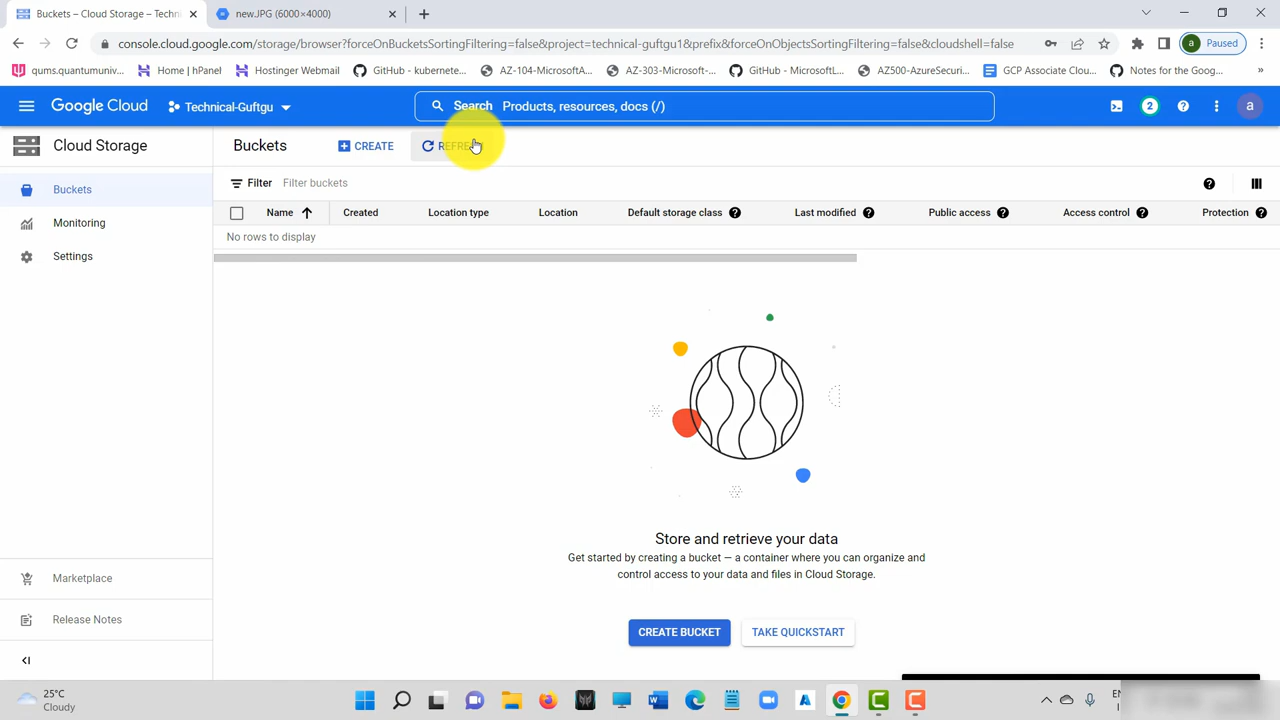 Buckets – Cloud Storage – Techni
new.JPG (6000×4000)
console.cloud.google.com/storage/browser?forceOnBucketsSortingFiltering=false&project=technical-guftgu1&prefix&forceOnObjectsSortingFiltering=false&cloudshell=false
a Paused
qums.quantumuniv...
Home | hPanel
Hostinger Webmail
GitHub - kubernete...
AZ-104-MicrosoftA...
AZ-303-Microsoft-...
GitHub - MicrosoftL...
AZ500-AzureSecuri...
GCP Associate Clou...
Notes for the Goog...
»
Google Cloud
Technical-Guftgu
Search Products, resources, docs (/)
2
a
Cloud Storage
Buckets
CREATE
Buckets
Monitoring
Settings
Filter Filter buckets
Name Created Location type Location Default storage class Last modified Public access Access control Protection
No rows to display
Store and retrieve your data
Get started by creating a bucket — a container where you can organize and
control access to your data and files in Cloud Storage.
CREATE BUCKET
TAKE QUICKSTART
Marketplace
Release Notes
25°C
Cloudy